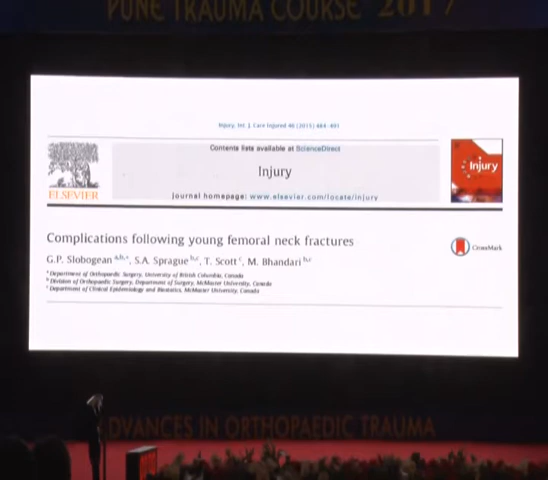 PUNE TRAUMA COURSE 2017
Injury, Int. J. Care Injured 46 (2015) 484–491
Contents lists available at ScienceDirect
Injury
journal homepage: www.elsevier.com/locate/injury
ELSEVIER
Injury
Complications following young femoral neck fractures
CrossMark
G.P. Slobogean a,b,*, S.A. Sprague b,c, T. Scott c, M. Bhandari b,c
a Department of Orthopaedic Surgery, University of British Columbia, Canada
b Division of Orthopaedic Surgery, Department of Surgery, McMaster University, Canada
c Department of Clinical Epidemiology and Biostatics, McMaster University, Canada
ADVANCES IN ORTHOPAEDIC TRAUMA